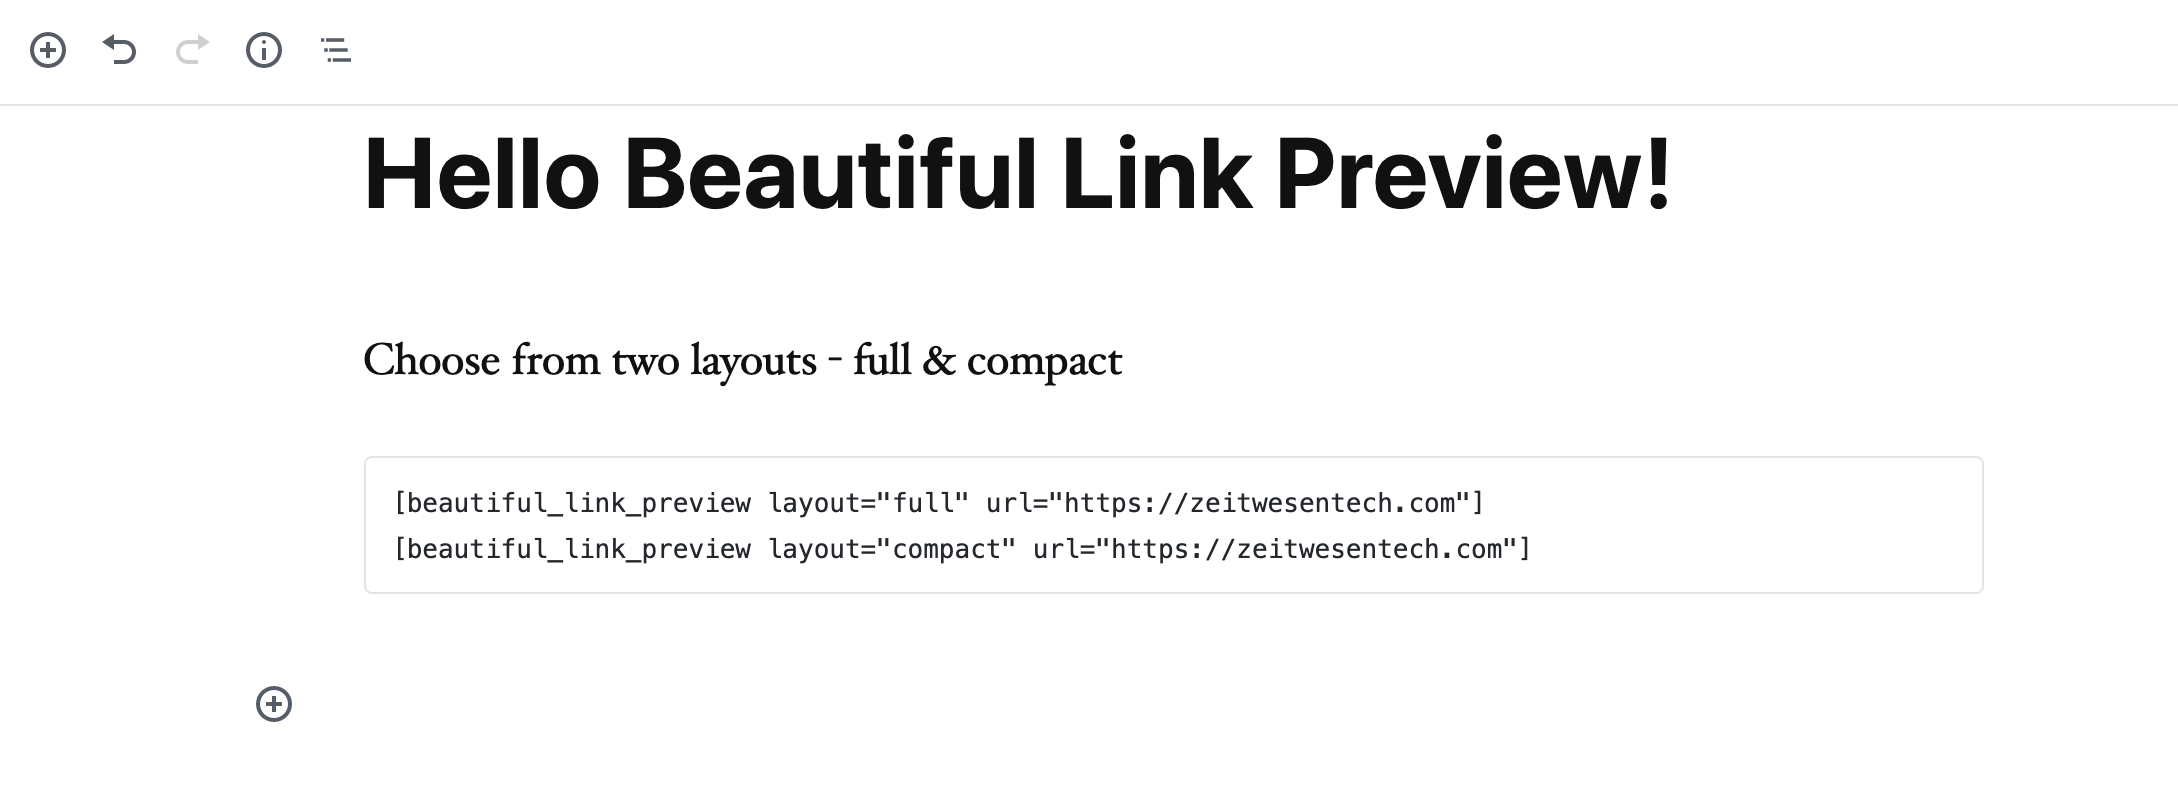 Hello Beautiful Link Preview!
Choose from two layouts - full & compact
[beautiful_link_preview layout="full" url="https://zeitwesentech.com"]
[beautiful_link_preview layout="compact" url="https://zeitwesentech.com"]